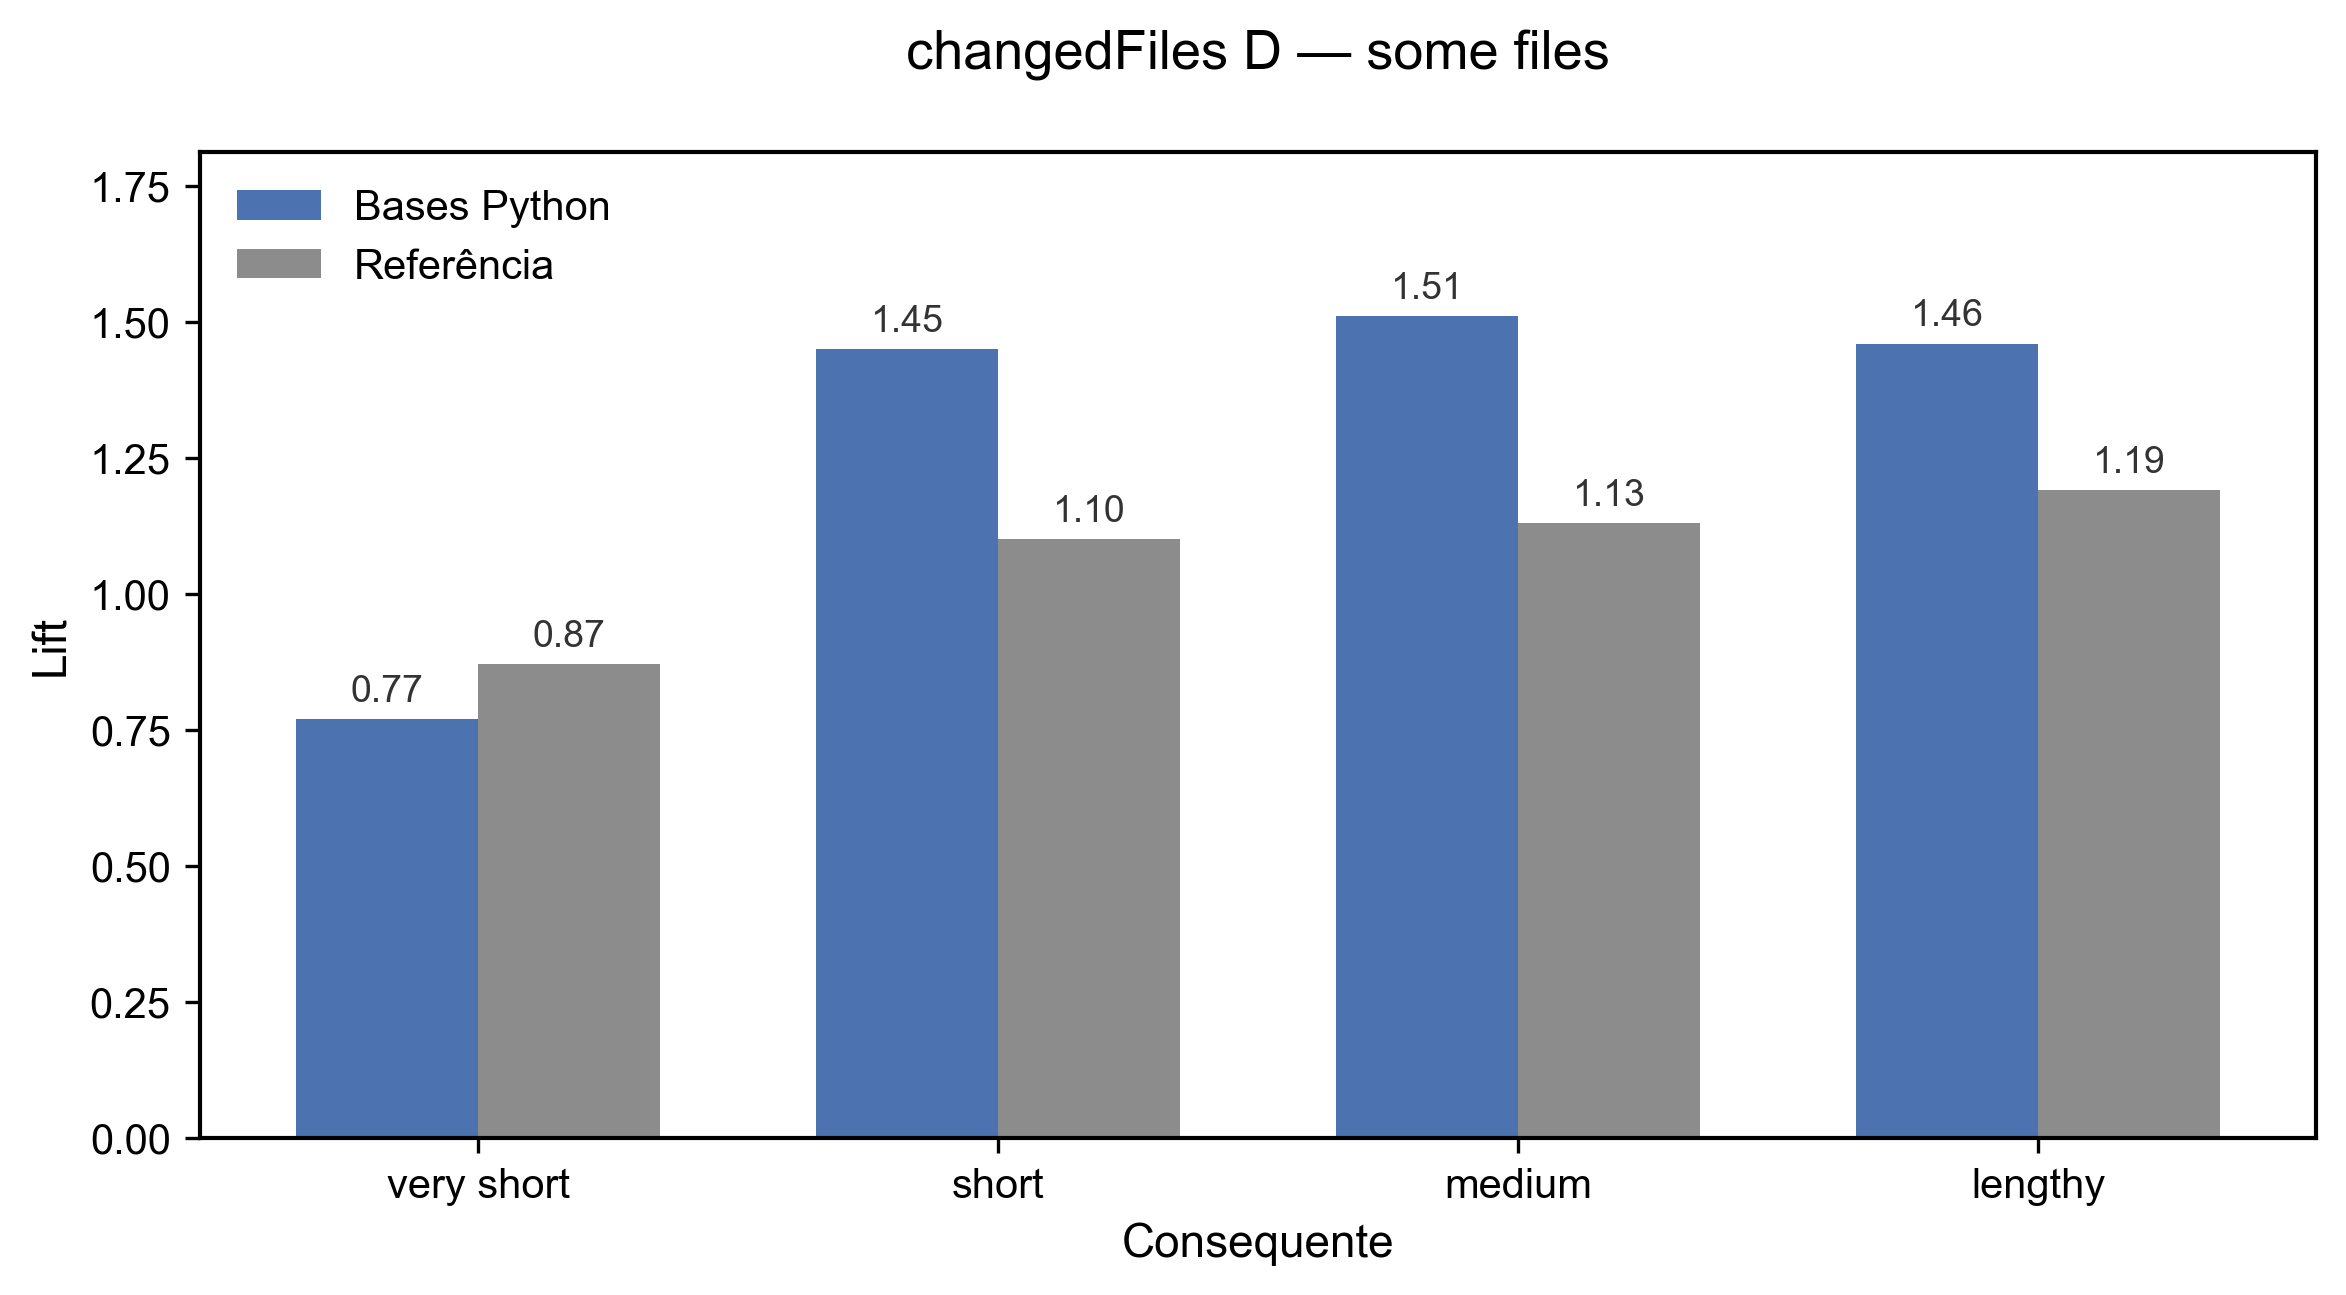 changedFiles D — some files
1.75
1.50
1.25
1.00
0.75
0.50
0.25
0.00
Lift
Bases Python
Referência
0.77
0.87
1.45
1.10
1.51
1.13
1.46
1.19
very short
short
medium
lengthy
Consequente